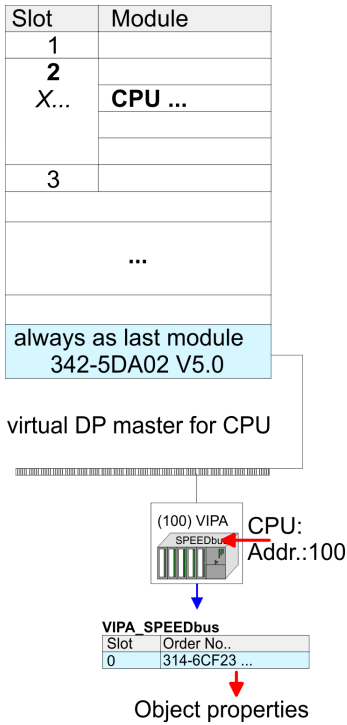 Slot Module
1
2
X... CPU ...
3
...
always as last module
342-5DA02 V5.0
virtual DP master for CPU
(100) VIPA
CPU:
SPEEDbus
Addr.:100
VIPA_SPEEDbus
Slot Order No..
0 314-6CF23 ...
Object properties